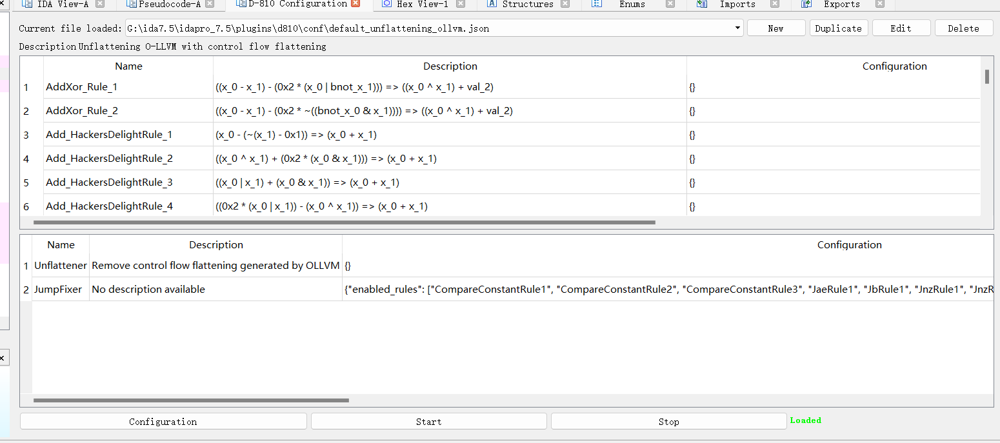 IDA View-A Pseudocode-A D-810 Configuration Hex View-1 Structures Enums Imports Exports
Current file loaded: G:\ida7.5\idapro_7.5\plugins\d810\conf\default_unflattening_ollvm.json New Duplicate Edit Delete
Description Unflattening O-LLVM with control flow flattening
Name Description Configuration
1 AddXor_Rule_1 ((x_0 - x_1) - (0x2 * (x_0 | bnot_x_1))) => ((x_0 ^ x_1) + val_2) {}
2 AddXor_Rule_2 ((x_0 - x_1) - (0x2 * ~((bnot_x_0 & x_1)))) => ((x_0 ^ x_1) + val_2) {}
3 Add_HackersDelightRule_1 (x_0 - (~(x_1) - 0x1)) => (x_0 + x_1) {}
4 Add_HackersDelightRule_2 ((x_0 ^ x_1) + (0x2 * (x_0 & x_1))) => (x_0 + x_1) {}
5 Add_HackersDelightRule_3 ((x_0 | x_1) + (x_0 & x_1)) => (x_0 + x_1) {}
6 Add_HackersDelightRule_4 ((0x2 * (x_0 | x_1)) - (x_0 ^ x_1)) => (x_0 + x_1) {}
Name Description Configuration
1 Unflattener Remove control flow flattening generated by OLLVM {}
2 JumpFixer No description available {"enabled_rules": ["CompareConstantRule1", "CompareConstantRule2", "CompareConstantRule3", "JaeRule1", "JbRule1", "JnzRule1", "JnzR
Configuration Start Stop Loaded